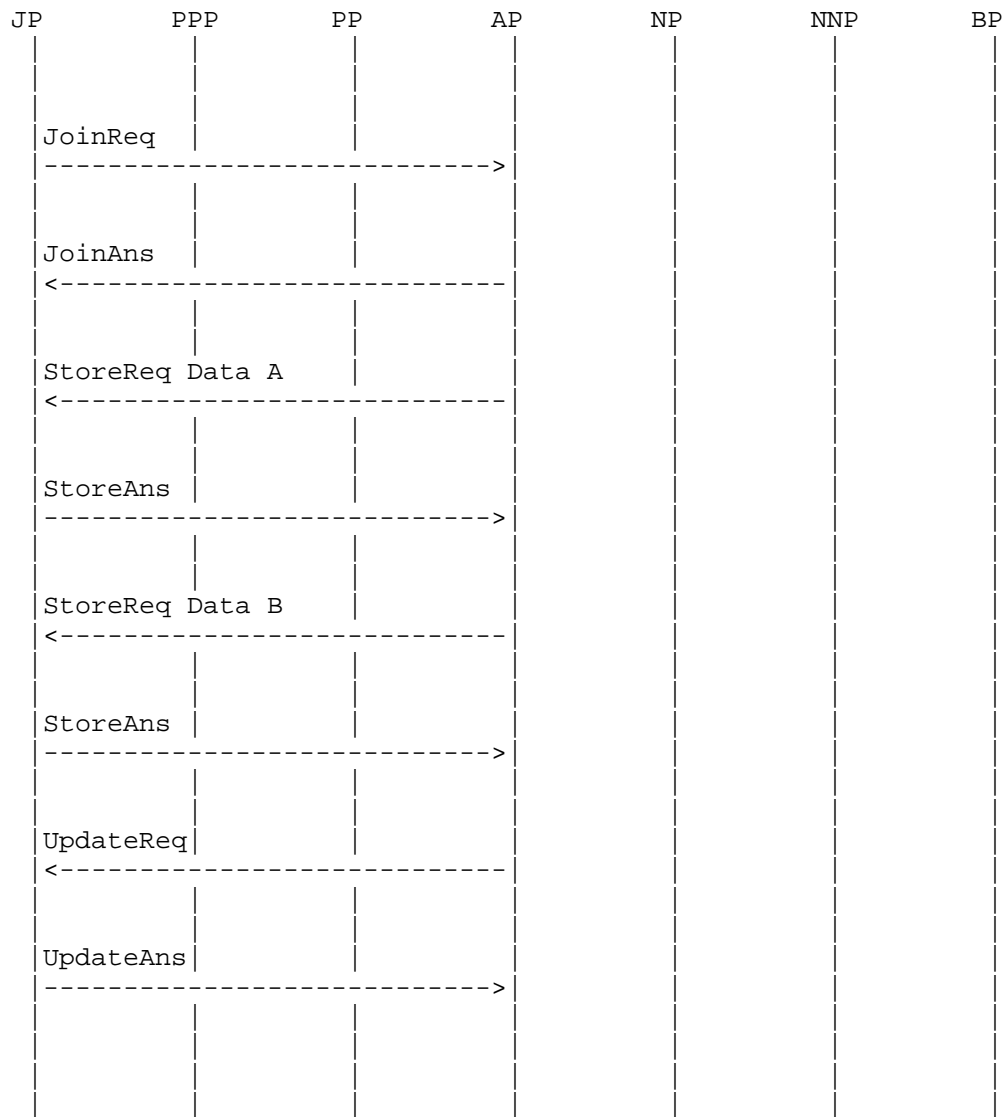 JP PPP PP AP NP NNP BP
JoinReq
JoinAns
StoreReq Data A
StoreAns
StoreReq Data B
StoreAns
UpdateReq
UpdateAns